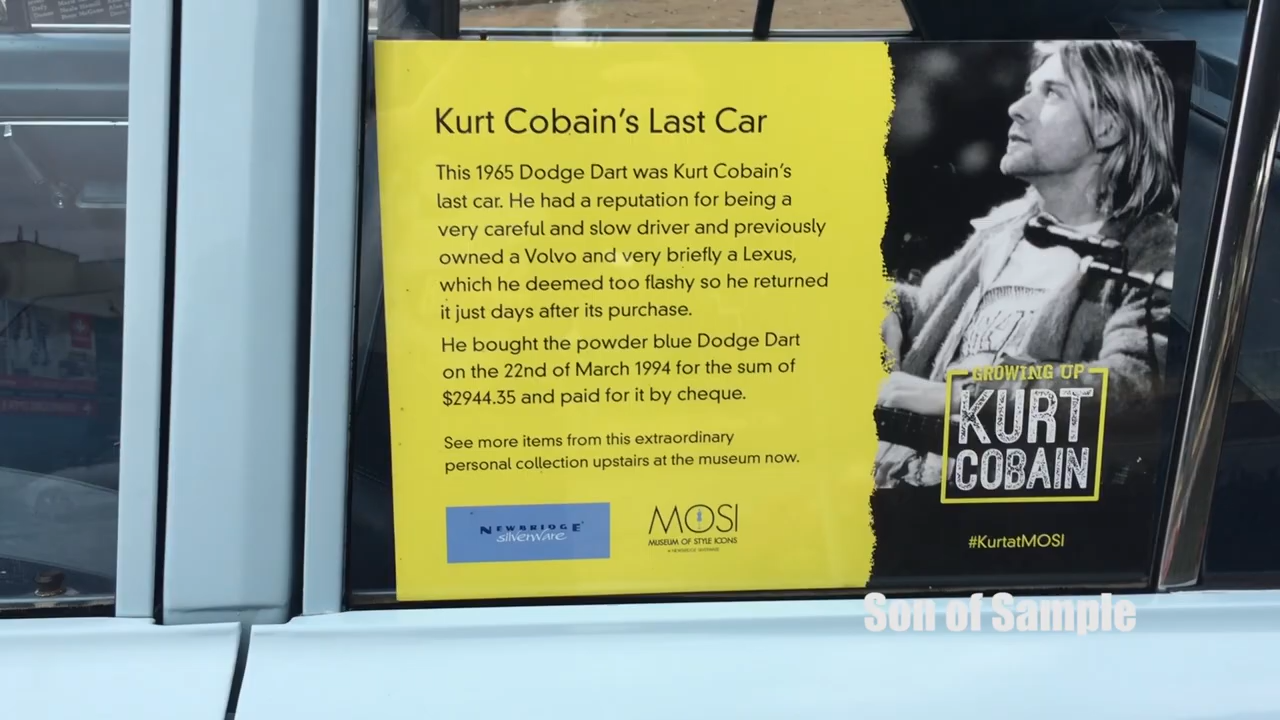 Kurt Cobain's Last Car
This 1965 Dodge Dart was Kurt Cobain's
last car. He had a reputation for being a
very careful and slow driver and previously
owned a Volvo and very briefly a Lexus,
which he deemed too flashy so he returned
it just days after its purchase.
He bought the powder blue Dodge Dart
on the 22nd of March 1994 for the sum of
$2944.35 and paid for it by cheque.
See more items from this extraordinary
personal collection upstairs at the museum now.
NEWBRIDGE
silverware
MOSI
MUSEUM OF STYLE ICONS
GROWING UP
KURT
COBAIN
#KurtatMOSI
Son of Sample